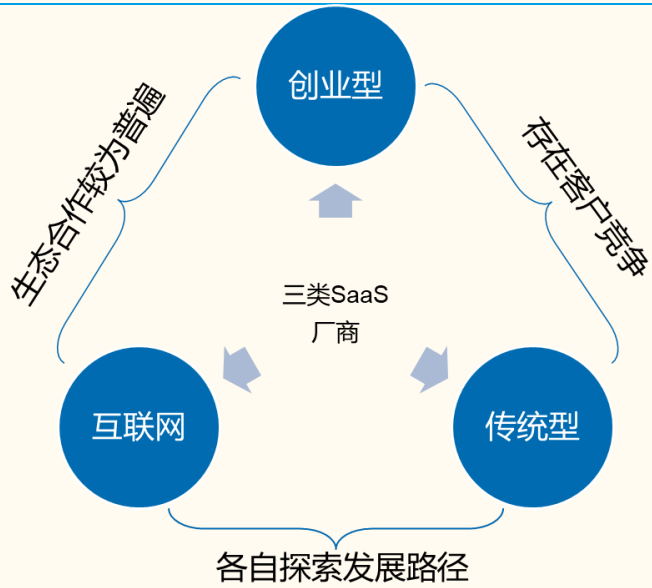 创业型
生态合作较为普遍
存在客户竞争
三类SaaS
厂商
互联网
传统型
各自探索发展路径